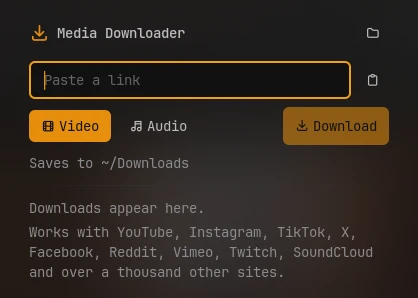 Media Downloader
Paste a link
Video
Audio
Download
Saves to ~/Downloads
Downloads appear here.
Works with YouTube, Instagram, TikTok, X,
Facebook, Reddit, Vimeo, Twitch, SoundCloud
and over a thousand other sites.